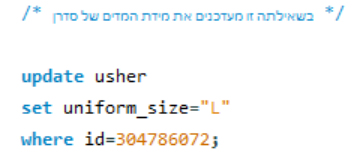 /* בשאילתה זו מעדכנים את מידת המדים של סדרן */
update usher
set uniform_size="L"
where id=304786072;